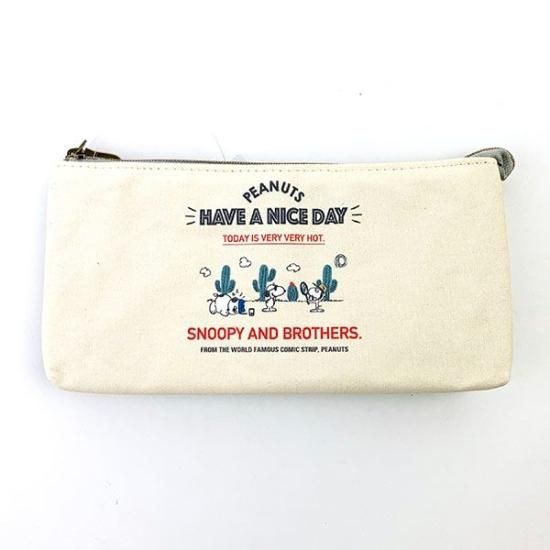 PEANUTS
HAVE A NICE DAY
TODAY IS VERY VERY HOT.
SNOOPY AND BROTHERS.
FROM THE WORLD FAMOUS COMIC STRIP, PEANUTS